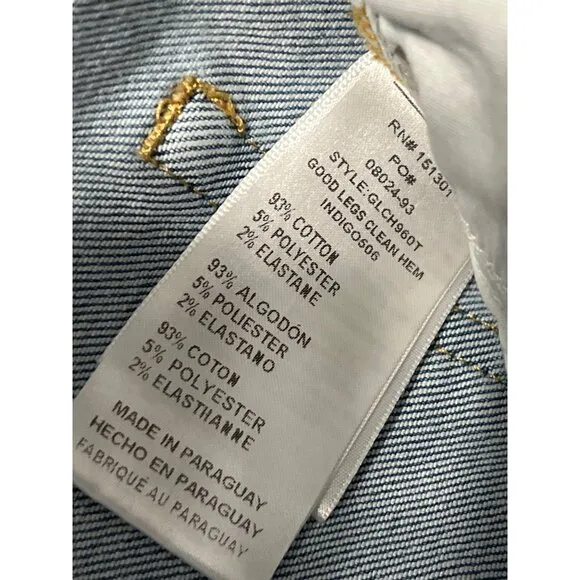 RN# 151301
PO#
08024-93
STYLE:GLCH960T
GOOD LEGS CLEAN HEM
INDIGO506
93% COTTON
5% POLYESTER
2% ELASTANE
93% ALGODÓN
5% POLIESTER
2% ELASTANO
93% COTON
5% POLYESTER
2% ELASTHANNE
MADE IN PARAGUAY
HECHO EN PARAGUAY
FABRIQUÉ AU PARAGUAY